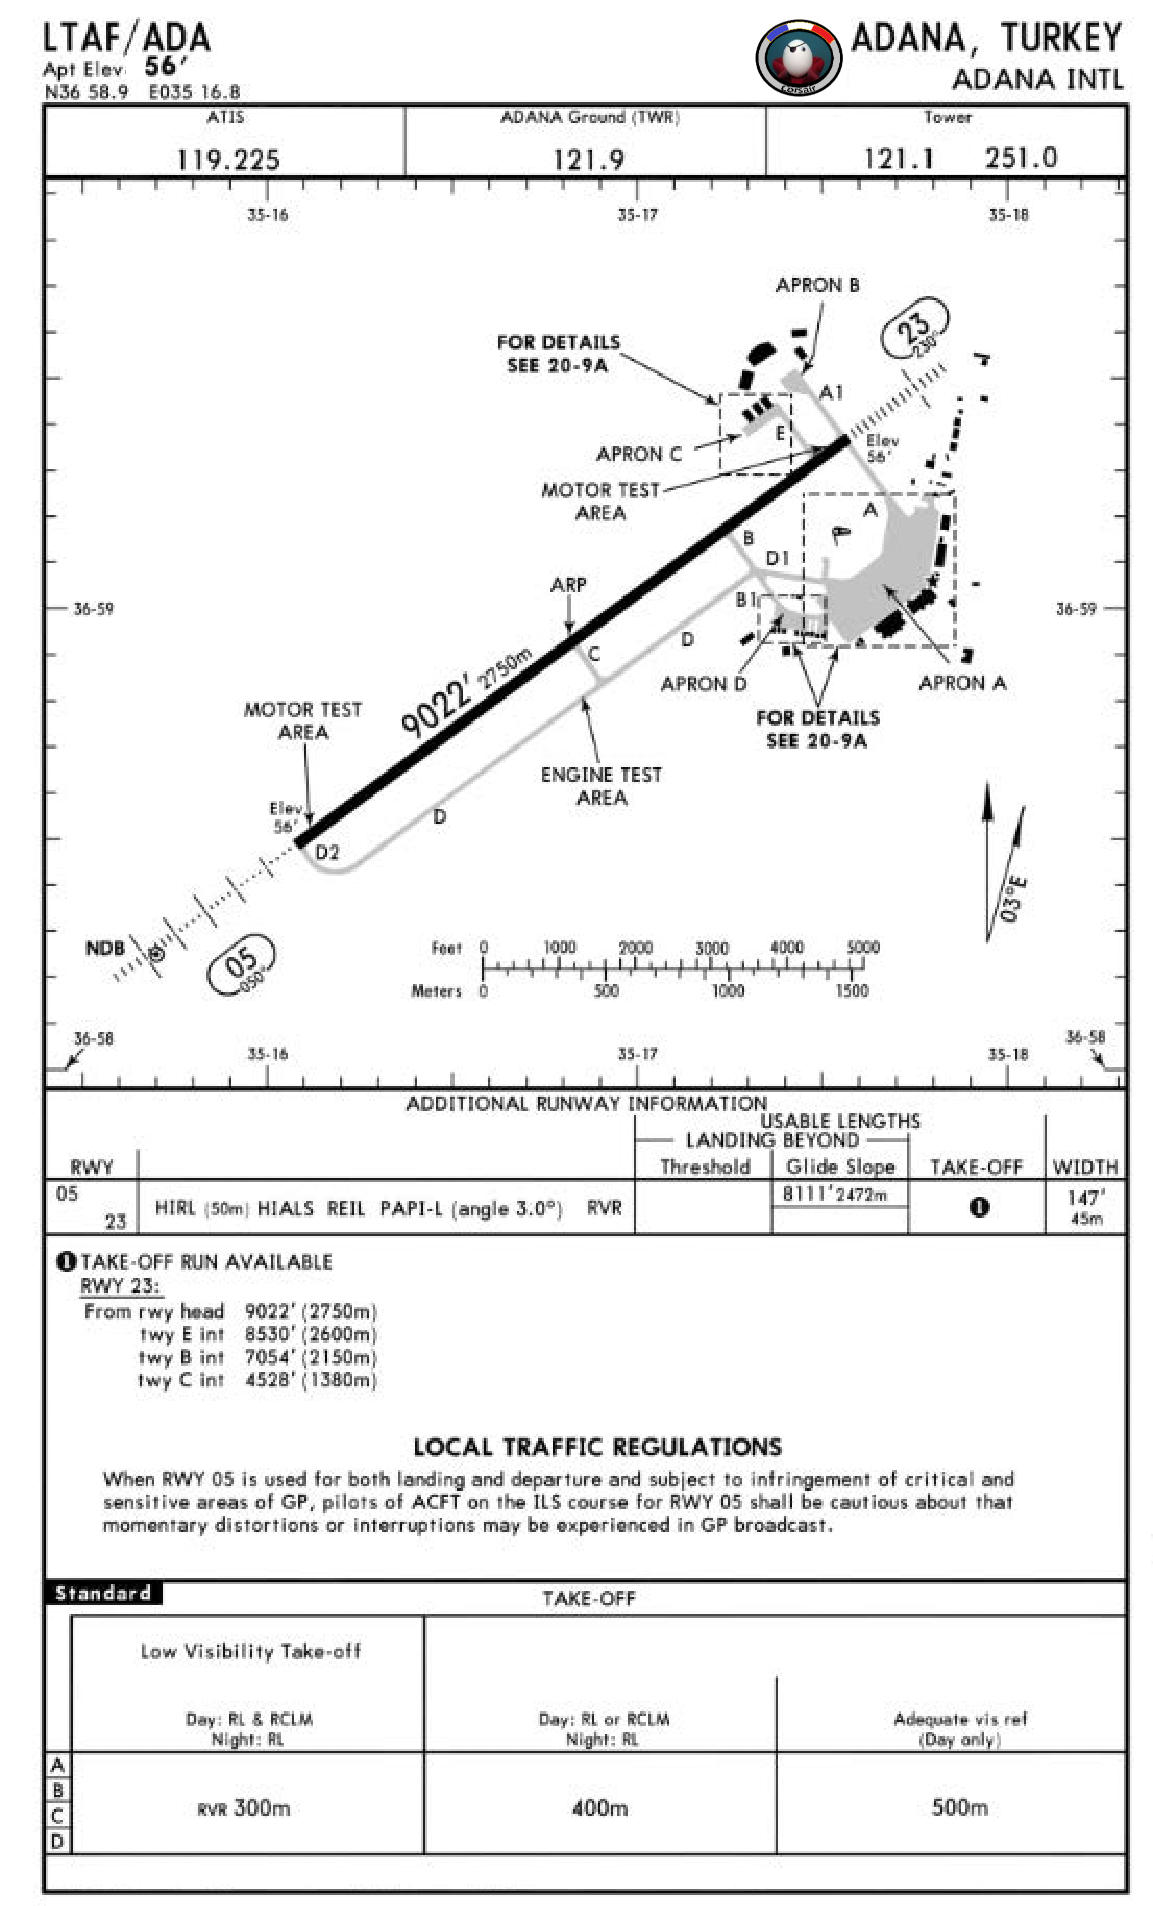 LTAF/ADA
Apt Elev 56'
N36 58.9 E035 16.8
corsair
ADANA, TURKEY
ADANA INTL
ATIS
119.225
ADANA Ground (TWR)
121.9
Tower
121.1 251.0
35-16 35-17 35-18
APRON B
FOR DETAILS
SEE 20-9A
23
230°
A1
E
APRON C
Elev
56'
MOTOR TEST
AREA
A
B
D1
ARP
36-59 36-59
B1
C
D
9022' 2750m
APRON D
APRON A
MOTOR TEST
AREA
FOR DETAILS
SEE 20-9A
ENGINE TEST
AREA
Elev
56'
D
D2
03°E
NDB
05
050°
Feet 0 1000 2000 3000 4000 5000
Meters 0 500 1000 1500
36-58 36-58
35-16 35-17 35-18
ADDITIONAL RUNWAY INFORMATION
USABLE LENGTHS
LANDING BEYOND
RWY Threshold Glide Slope TAKE-OFF WIDTH
05
23
HIRL (50m) HIALS REIL PAPI-L (angle 3.0°) RVR
8111' 2472m
1
147'
45m
1 TAKE-OFF RUN AVAILABLE
RWY 23:
From rwy head 9022' (2750m)
twy E int 8530' (2600m)
twy B int 7054' (2150m)
twy C int 4528' (1380m)
LOCAL TRAFFIC REGULATIONS
When RWY 05 is used for both landing and departure and subject to infringement of critical and
sensitive areas of GP, pilots of ACFT on the ILS course for RWY 05 shall be cautious about that
momentary distortions or interruptions may be experienced in GP broadcast.
Standard
TAKE-OFF
Low Visibility Take-off
Day: RL & RCLM
Night: RL
Day: RL or RCLM
Night: RL
Adequate vis ref
(Day only)
A
B
C
D
RVR 300m
400m
500m